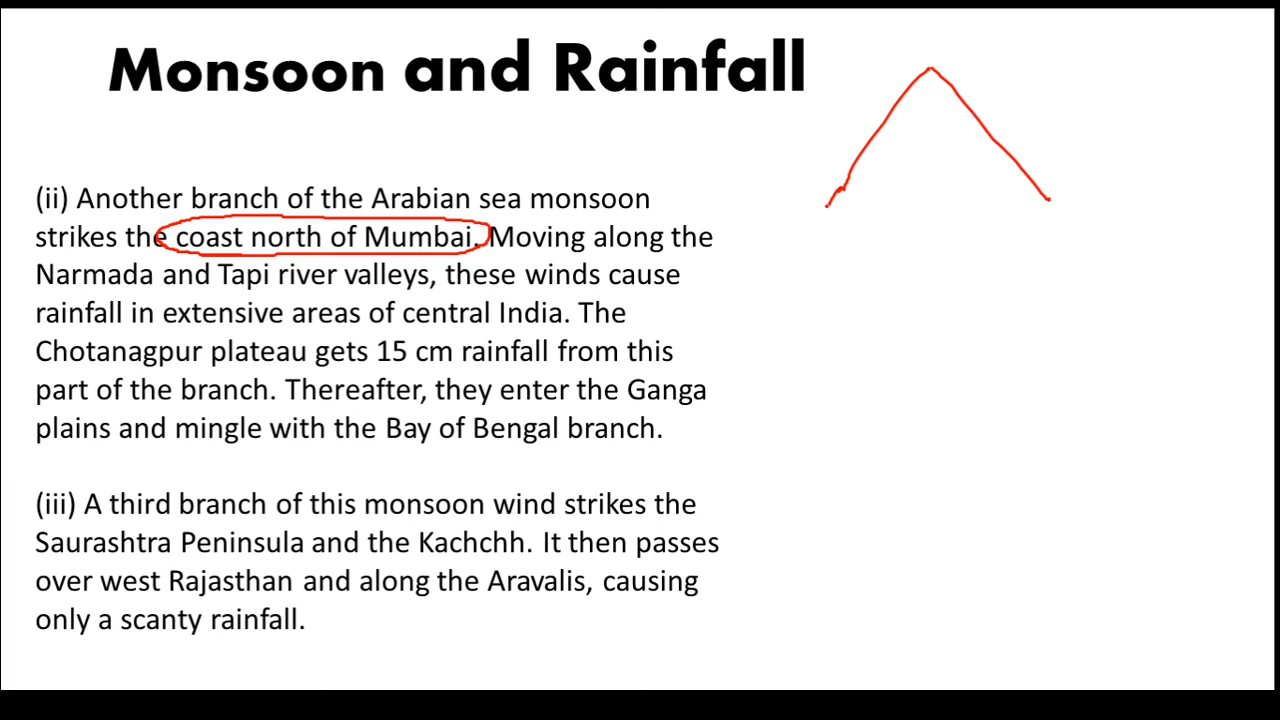 Monsoon and Rainfall
(ii) Another branch of the Arabian sea monsoon
strikes the coast north of Mumbai. Moving along the
Narmada and Tapi river valleys, these winds cause
rainfall in extensive areas of central India. The
Chotanagpur plateau gets 15 cm rainfall from this
part of the branch. Thereafter, they enter the Ganga
plains and mingle with the Bay of Bengal branch.
(iii) A third branch of this monsoon wind strikes the
Saurashtra Peninsula and the Kachchh. It then passes
over west Rajasthan and along the Aravalis, causing
only a scanty rainfall.